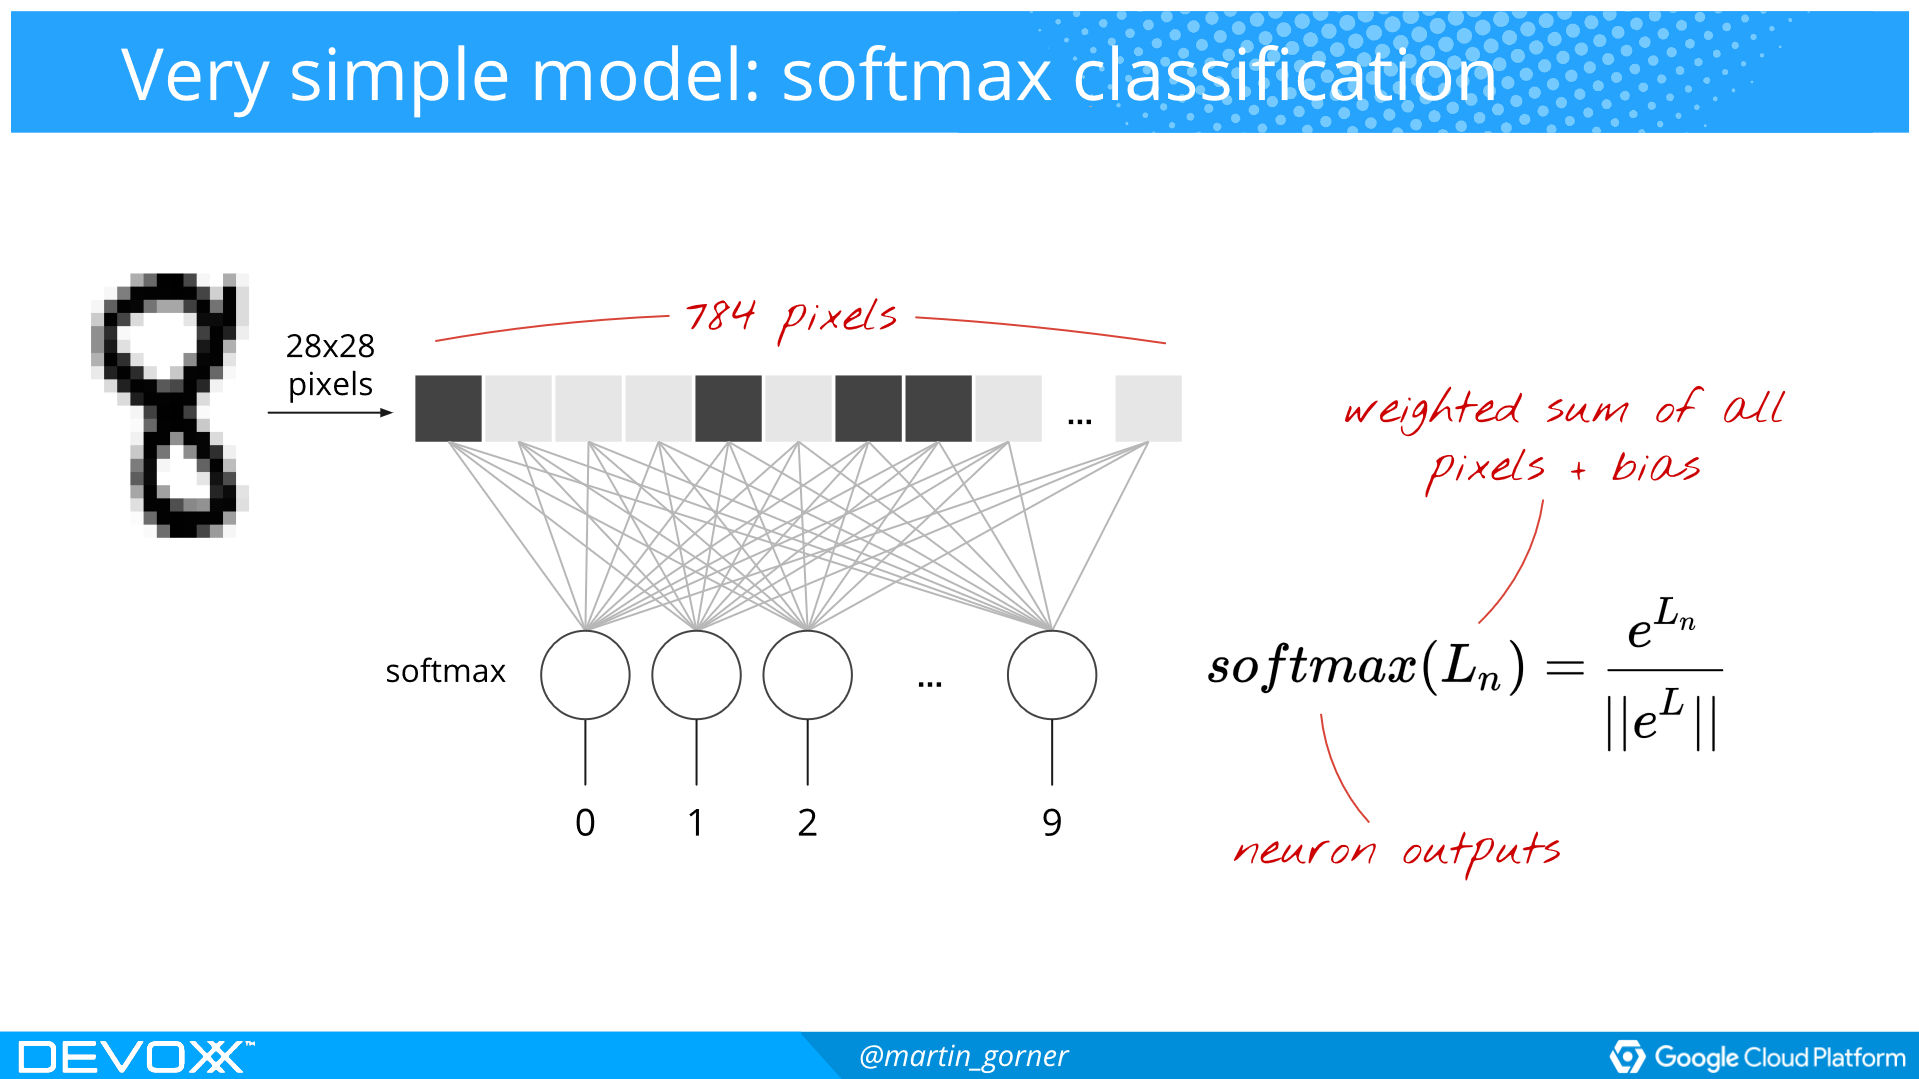 Very simple model: softmax classification
28x28
pixels
784 pixels
...
weighted sum of all
pixels + bias
softmax
...
softmax(L_n) = e^{L_n} / ||e^L||
0 1 2 9
neuron outputs
DEVOXX™
@martin_gorner
Google Cloud Platform